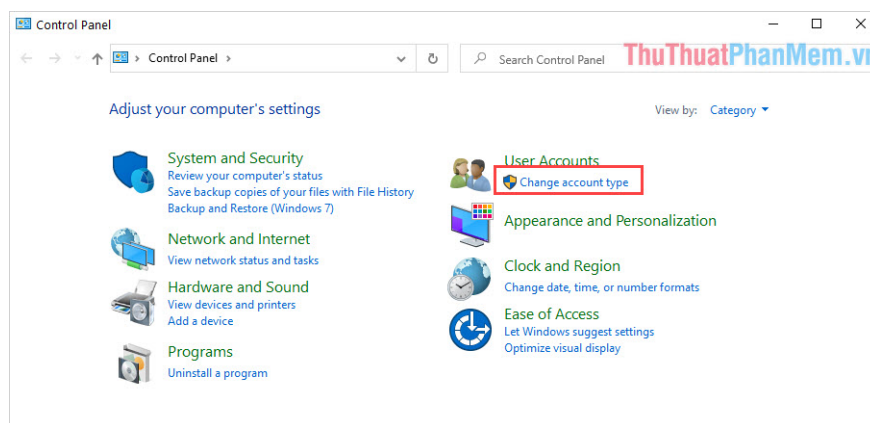 Control Panel
Control Panel
Search Control Panel
ThuThuatPhanMem.vn
Adjust your computer's settings
View by: Category
System and Security
Review your computer's status
Save backup copies of your files with File History
Backup and Restore (Windows 7)
Network and Internet
View network status and tasks
Hardware and Sound
View devices and printers
Add a device
Programs
Uninstall a program
User Accounts
Change account type
Appearance and Personalization
Clock and Region
Change date, time, or number formats
Ease of Access
Let Windows suggest settings
Optimize visual display